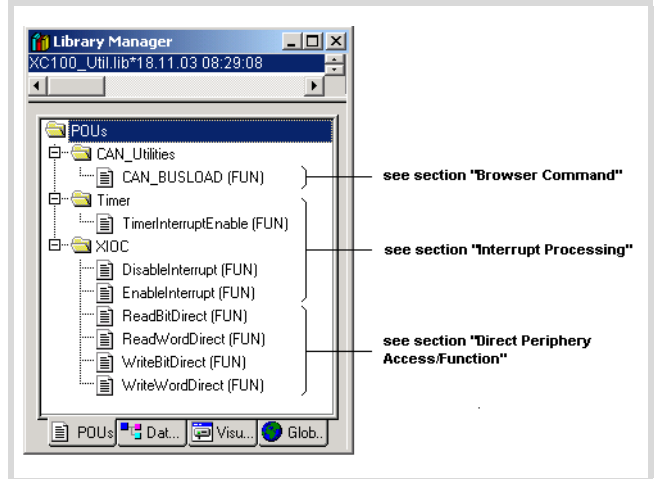 Library Manager
XC100_Util.lib*18.11.03 08:29:08
POUs
CAN_Utilities
CAN_BUSLOAD (FUN)
see section "Browser Command"
Timer
TimerInterruptEnable (FUN)
XIOC
see section "Interrupt Processing"
DisableInterrupt (FUN)
EnableInterrupt (FUN)
ReadBitDirect (FUN)
ReadWordDirect (FUN)
see section "Direct Periphery
Access/Function"
WriteBitDirect (FUN)
WriteWordDirect (FUN)
POUs Dat... Visu... Glob..